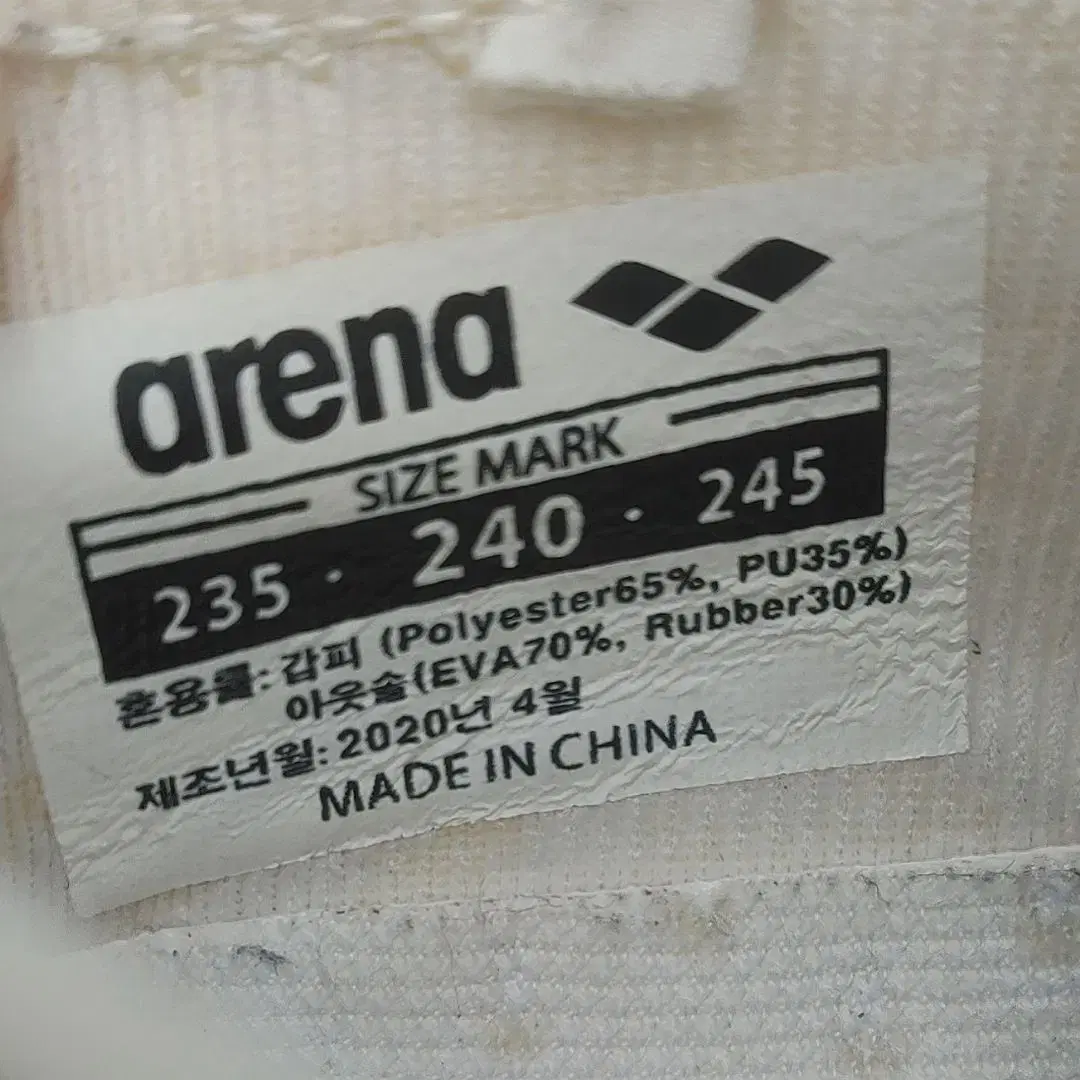 arena
SIZE MARK
235 · 240 · 245
혼용률: 갑피 (Polyester65%, PU35%)
아웃솔(EVA70%, Rubber30%)
제조년월: 2020년 4월
MADE IN CHINA